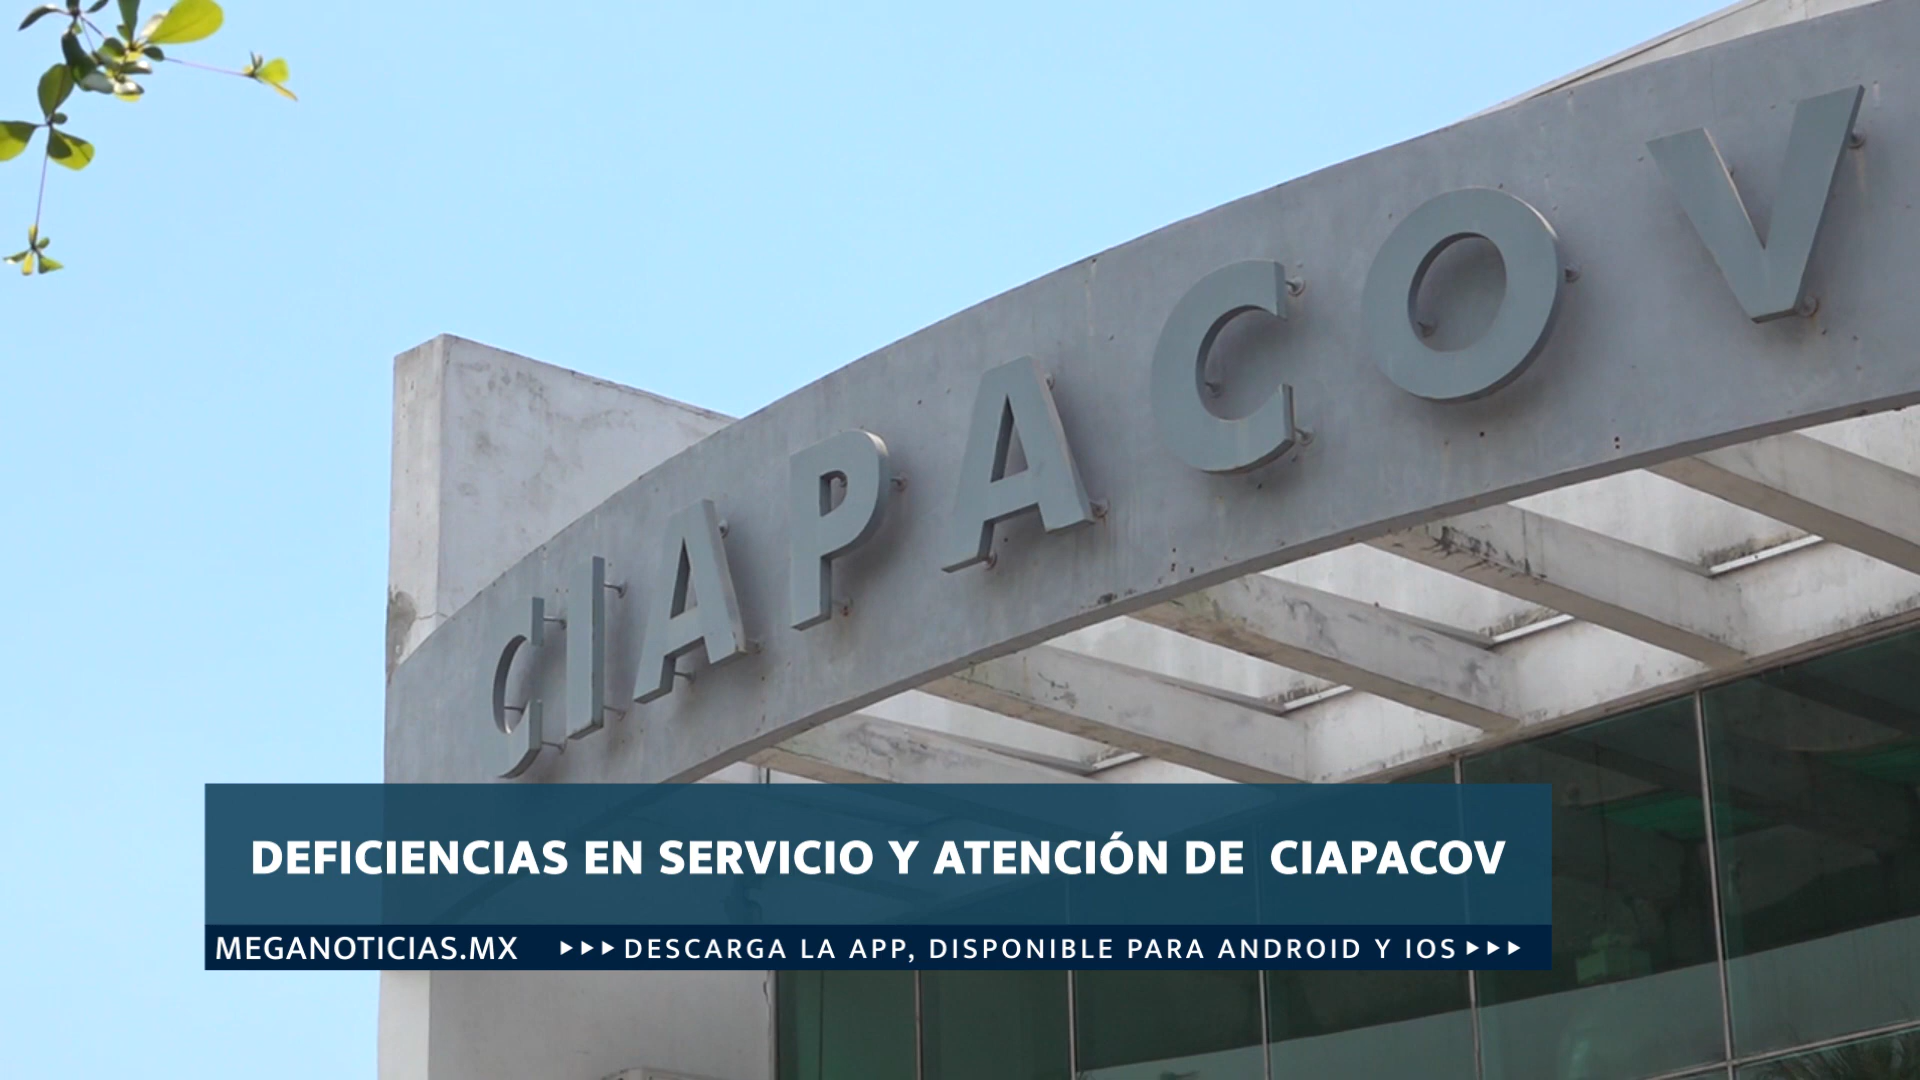 CIAPACOV
DEFICIENCIAS EN SERVICIO Y ATENCIÓN DE CIAPACOV
MEGANOTICIAS.MX ▶▶▶ DESCARGA LA APP, DISPONIBLE PARA ANDROID Y IOS ▶▶▶